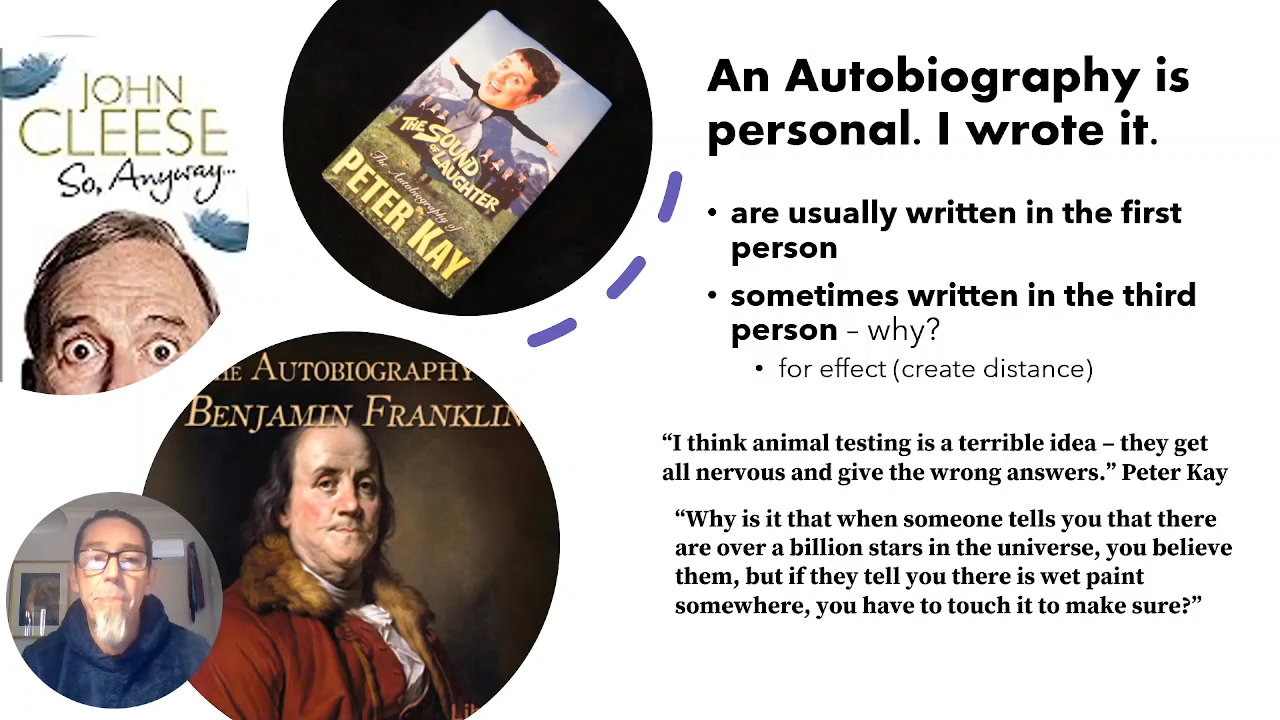 JOHN
CLEESE
So, Anyway...
THE SOUND
OF LAUGHTER
The Autobiography of
PETER KAY
THE AUTOBIOGRAPHY
BENJAMIN FRANKLIN
An Autobiography is
personal. I wrote it.
• are usually written in the first
person
• sometimes written in the third
person – why?
• for effect (create distance)
“I think animal testing is a terrible idea – they get
all nervous and give the wrong answers.” Peter Kay
“Why is it that when someone tells you that there
are over a billion stars in the universe, you believe
them, but if they tell you there is wet paint
somewhere, you have to touch it to make sure?”